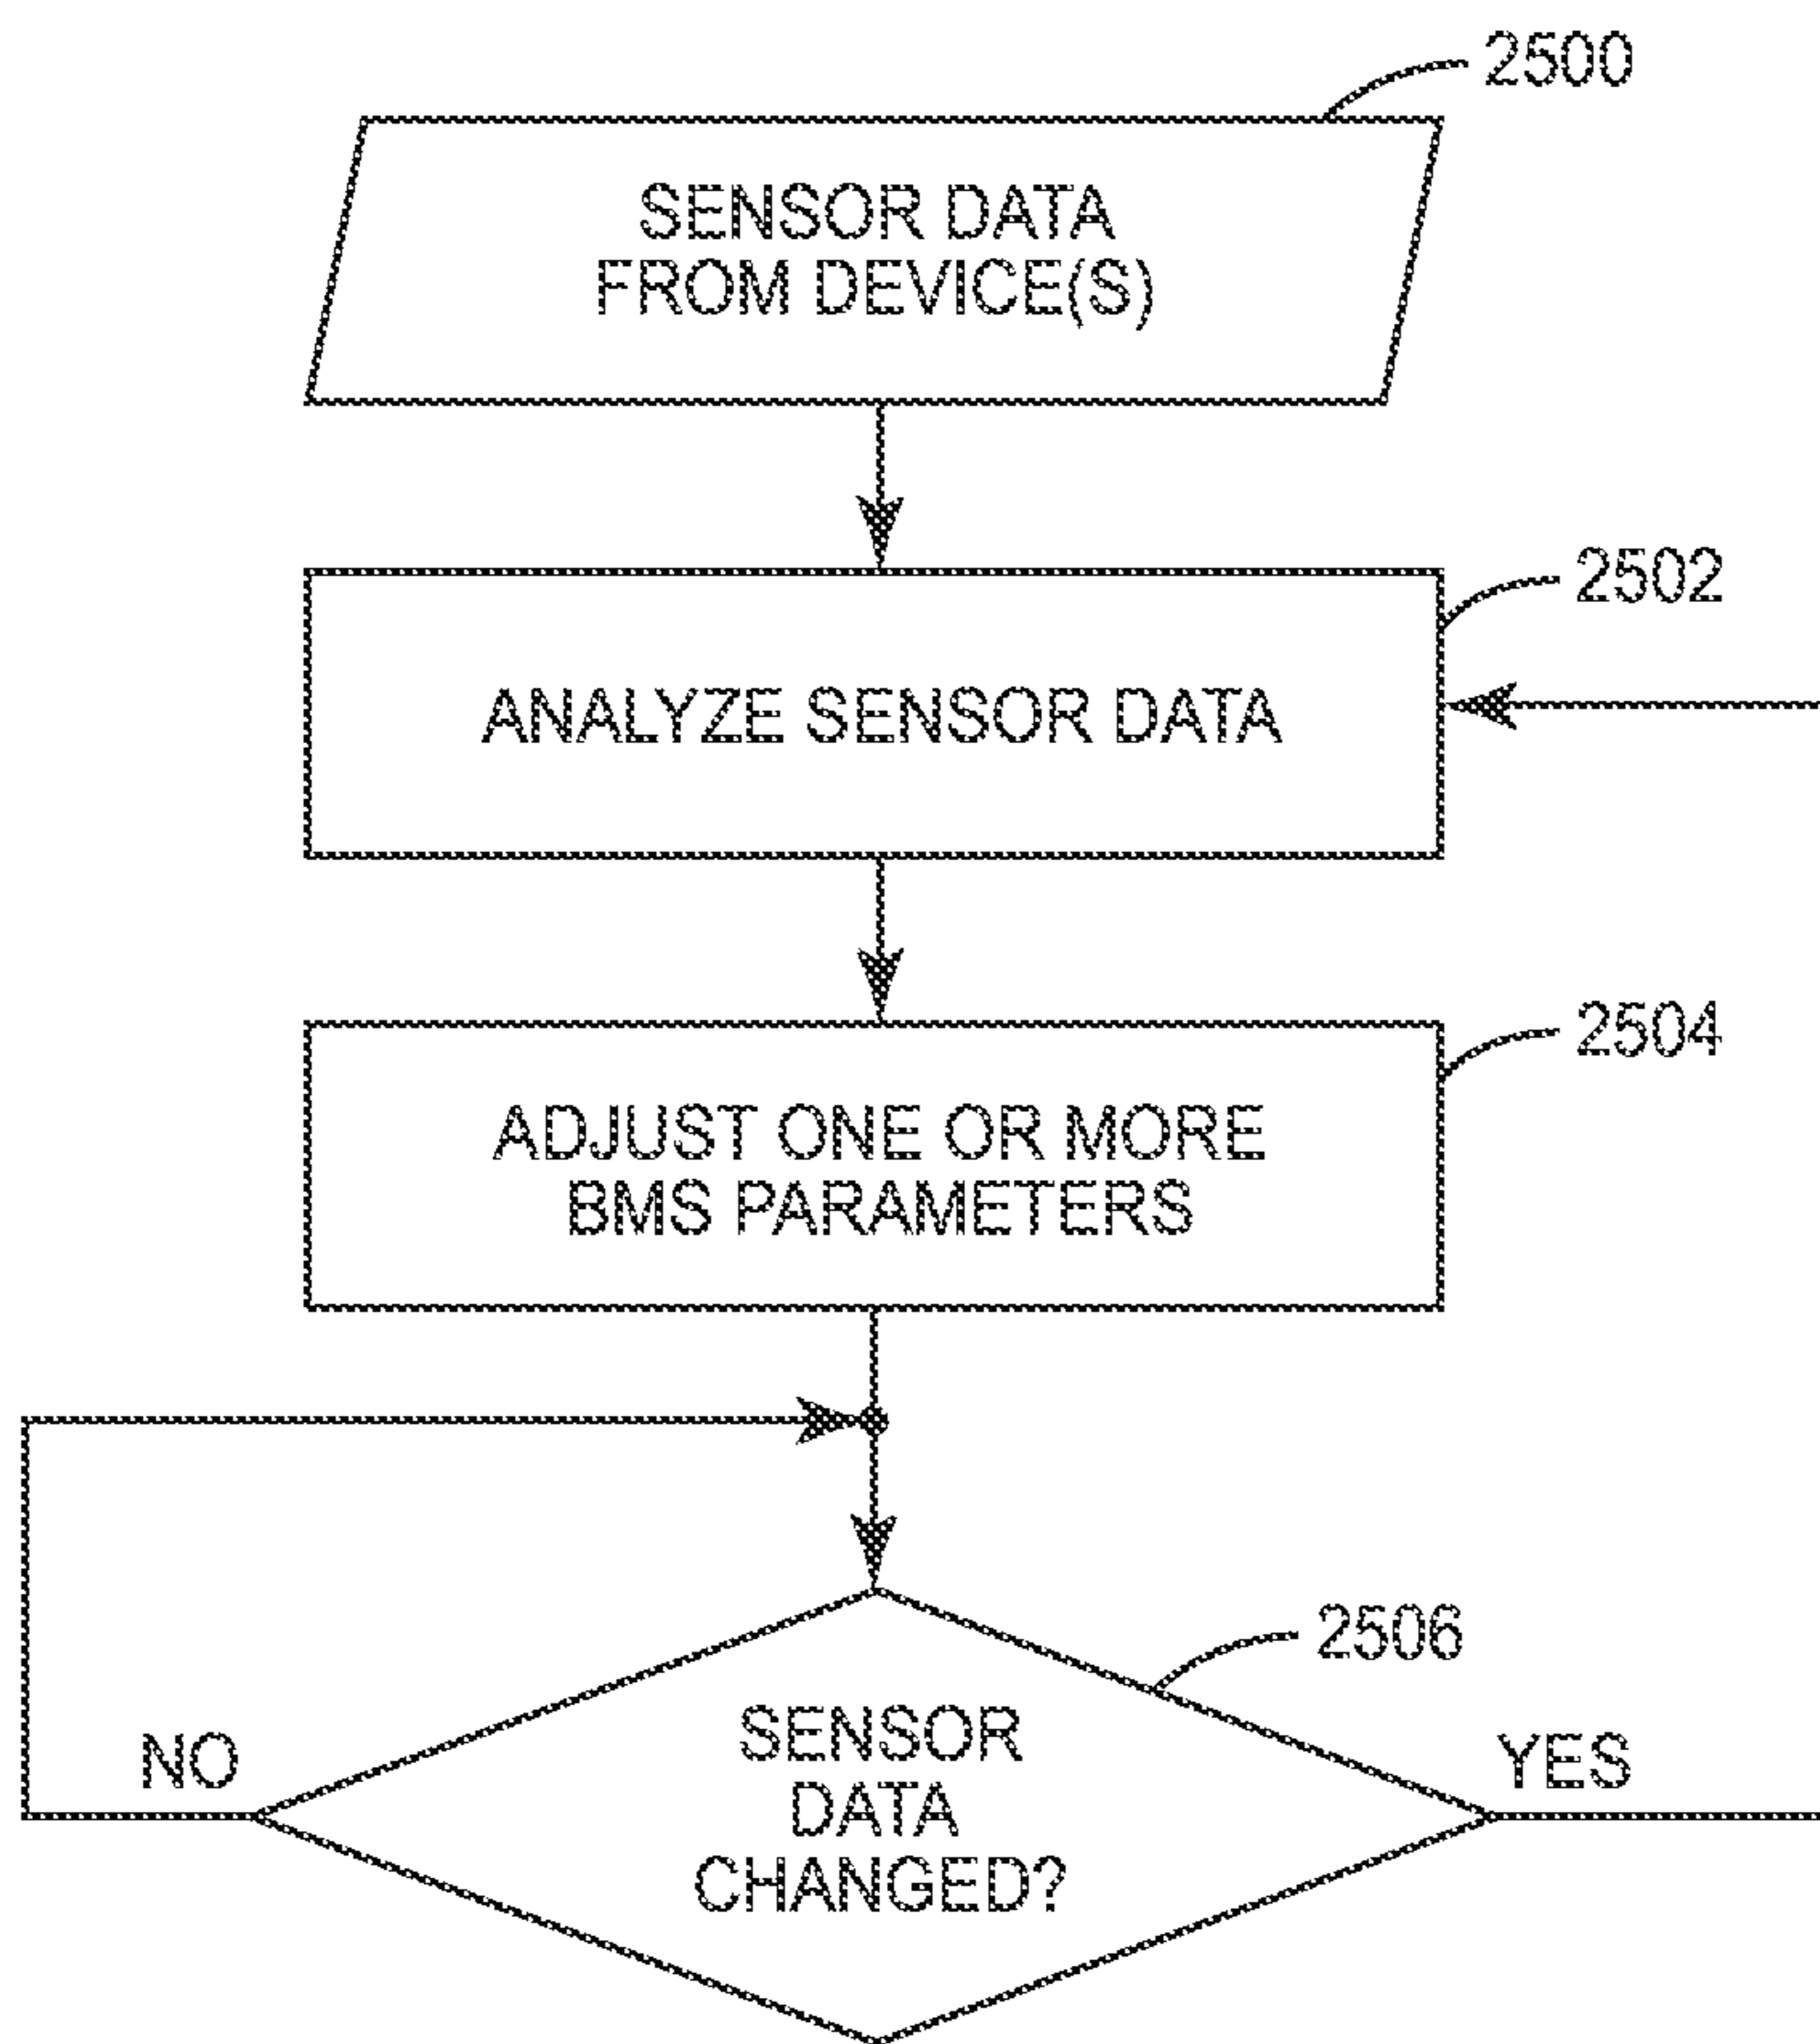 2500
SENSOR DATA
FROM DEVICE(S)
2502
ANALYZE SENSOR DATA
2504
ADJUST ONE OR MORE
BMS PARAMETERS
2506
SENSOR
DATA
CHANGED?
NO
YES